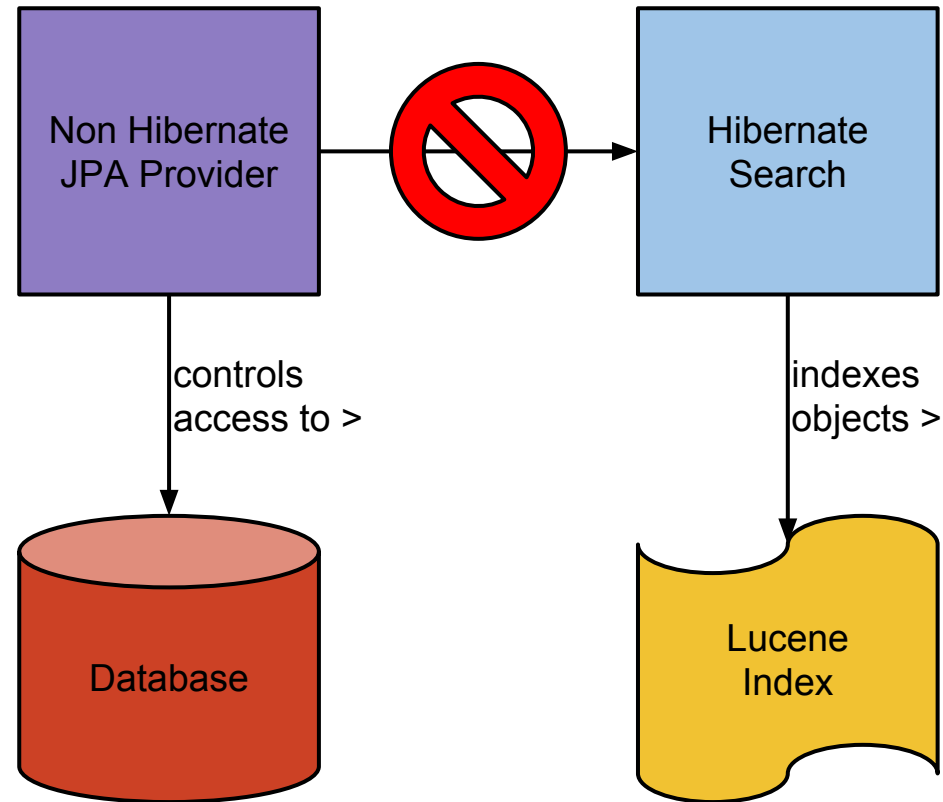 Non Hibernate
JPA Provider
Hibernate
Search
controls
access to >
indexes
objects >
Database
Lucene
Index